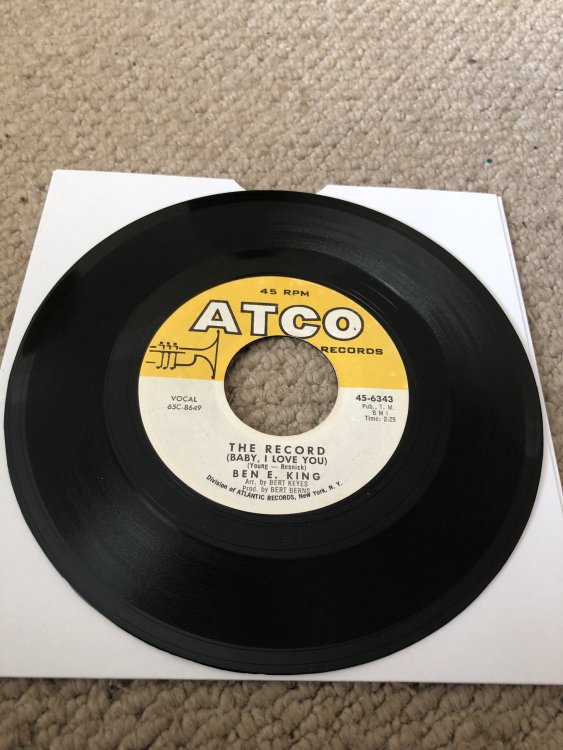 45 RPM
ATCO
RECORDS
VOCAL
65C-8649
45-6343
Pub., T. M.
B M I
Time: 2:29
THE RECORD
(BABY, I LOVE YOU)
(Young — Resnick)
BEN E. KING
Arr. by BERT KEYES
Prod. by BERT BERNS
Division of ATLANTIC RECORDS, New York, N. Y.